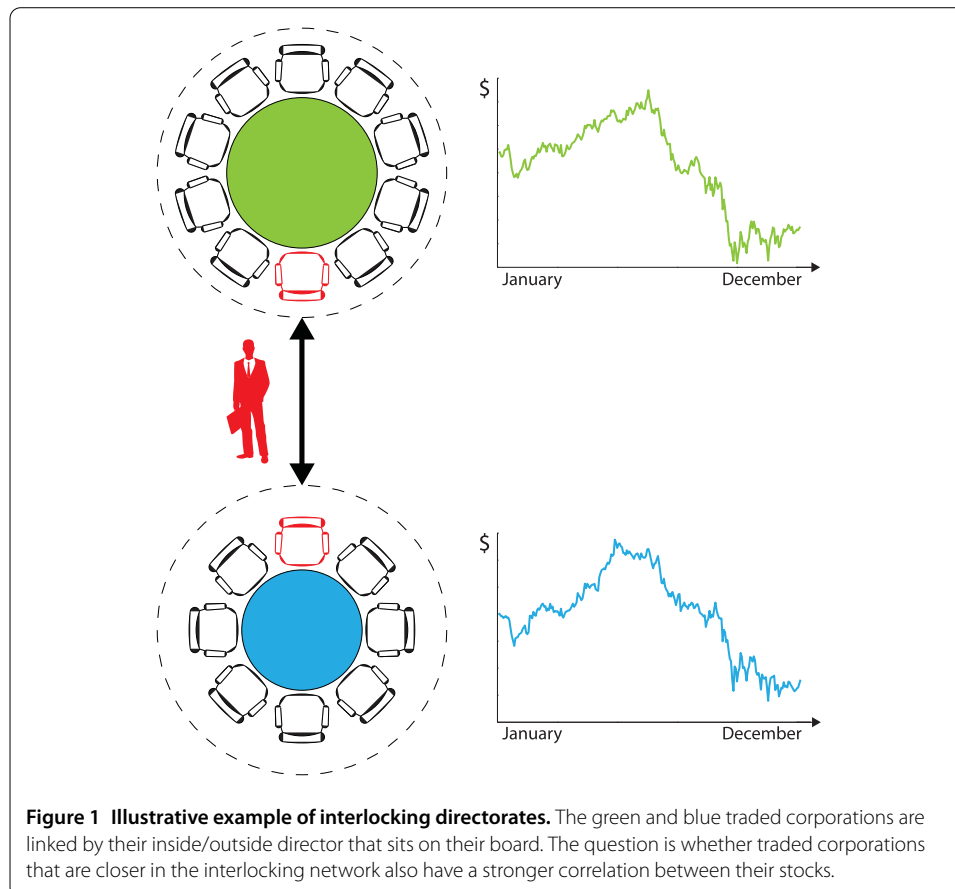 $
January December
$
January December
Figure 1 Illustrative example of interlocking directorates. The green and blue traded corporations are
linked by their inside/outside director that sits on their board. The question is whether traded corporations
that are closer in the interlocking network also have a stronger correlation between their stocks.